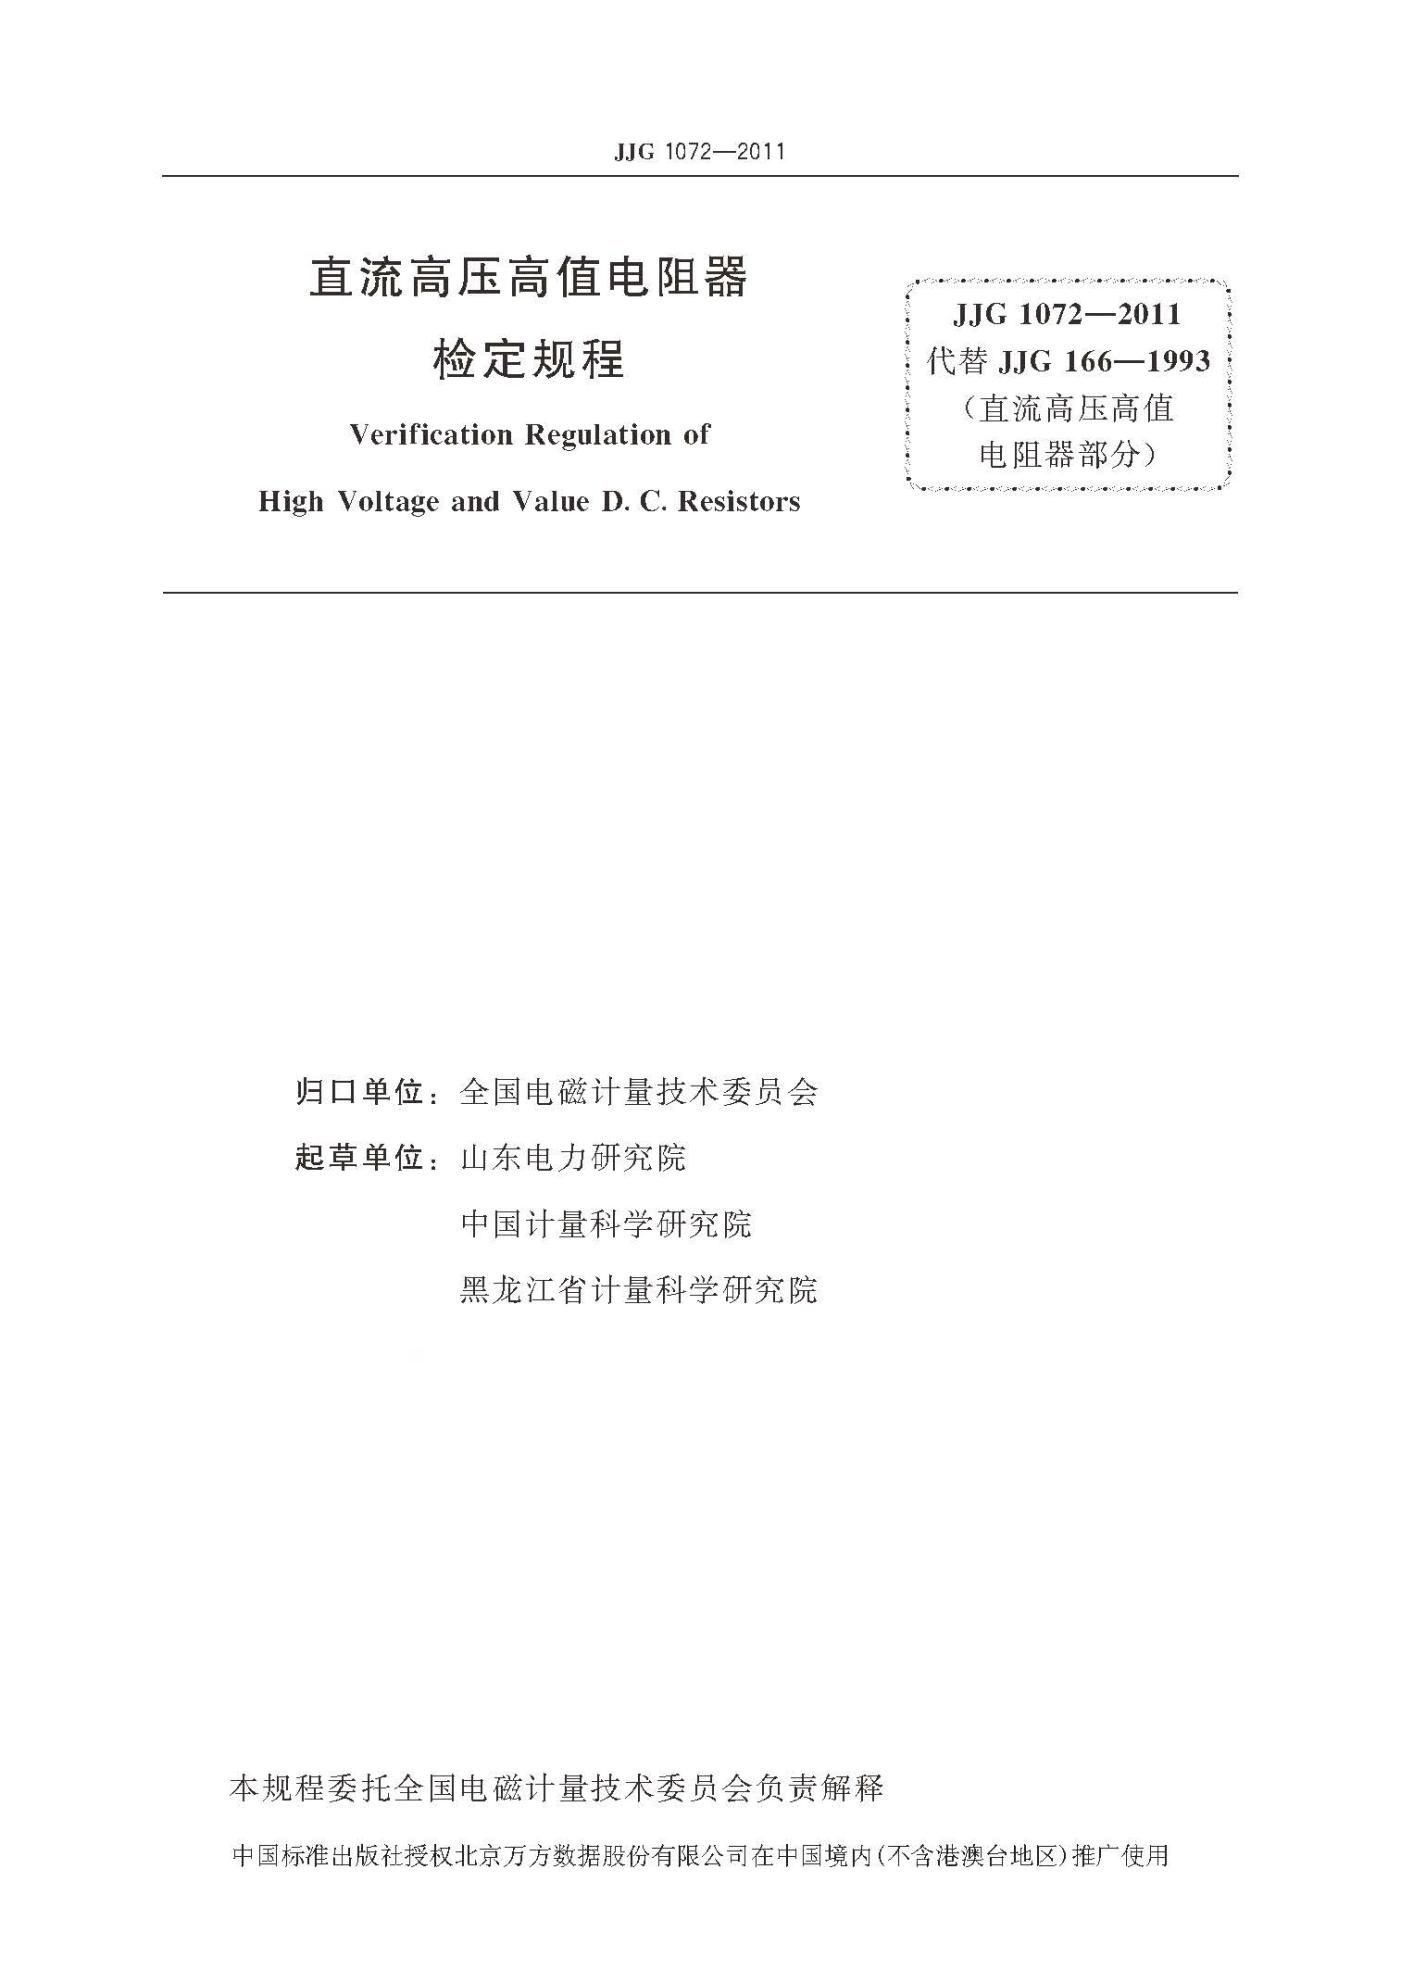 JJG 1072—2011
直流高压高值电阻器
检定规程
Verification Regulation of
High Voltage and Value D. C. Resistors
JJG 1072—2011
代替 JJG 166—1993
（直流高压高值
电阻器部分）
归口单位：全国电磁计量技术委员会
起草单位：山东电力研究院
中国计量科学研究院
黑龙江省计量科学研究院
本规程委托全国电磁计量技术委员会负责解释
中国标准出版社授权北京万方数据股份有限公司在中国境内(不含港澳台地区)推广使用